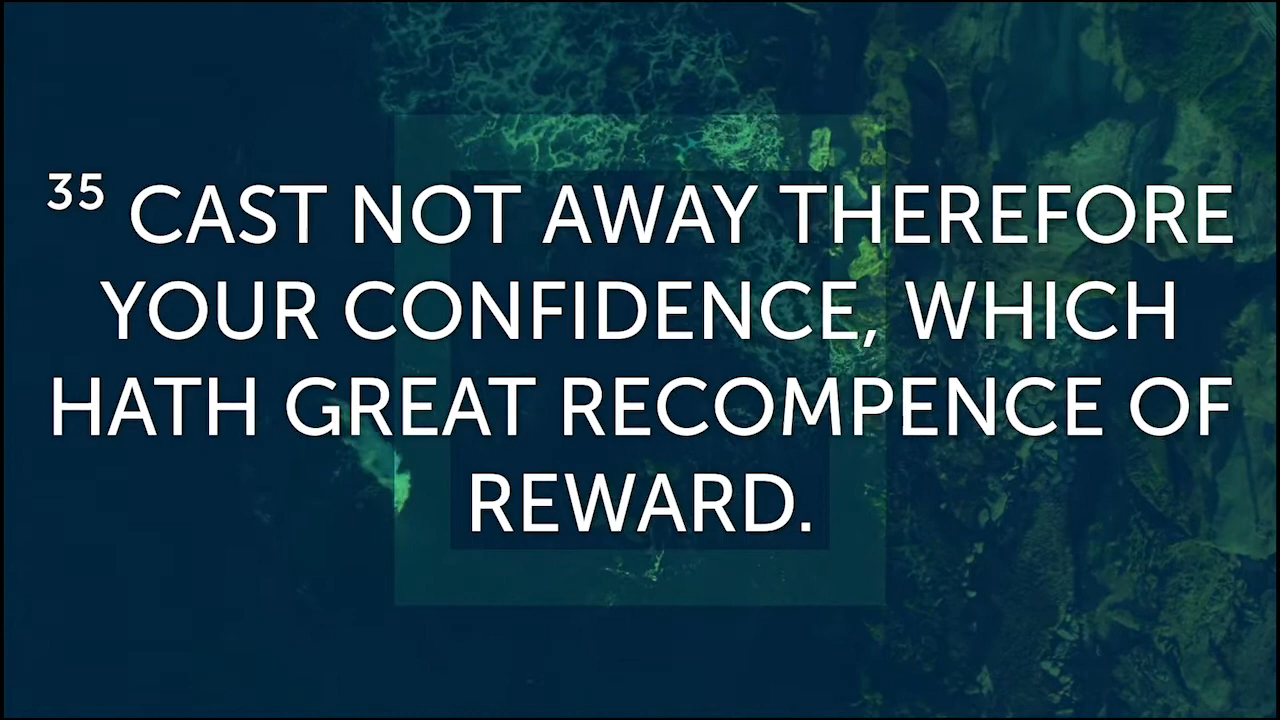 35 CAST NOT AWAY THEREFORE
YOUR CONFIDENCE, WHICH
HATH GREAT RECOMPENCE OF
REWARD.